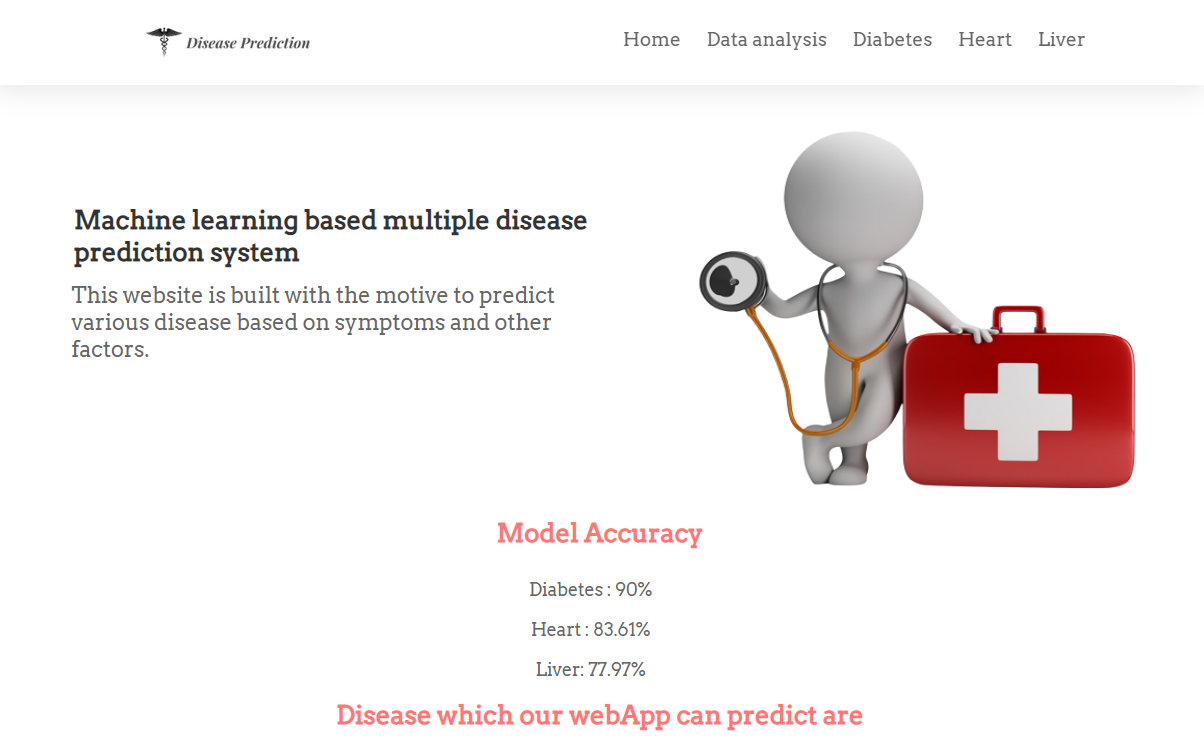 Disease Prediction
Home Data analysis Diabetes Heart Liver
Machine learning based multiple disease
prediction system
This website is built with the motive to predict
various disease based on symptoms and other
factors.
Model Accuracy
Diabetes : 90%
Heart : 83.61%
Liver: 77.97%
Disease which our webApp can predict are